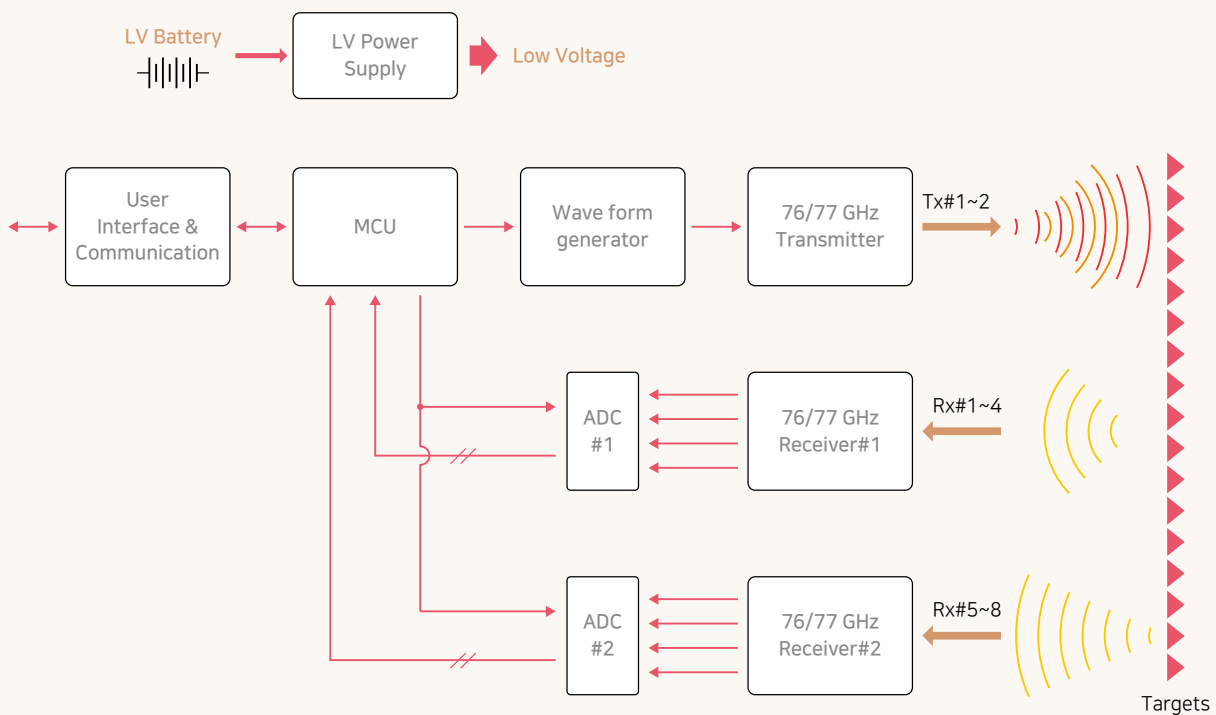 LV Battery
LV Power
Supply
Low Voltage
User
Interface &
Communication
MCU
Wave form
generator
76/77 GHz
Transmitter
Tx#1~2
ADC
#1
76/77 GHz
Receiver#1
Rx#1~4
ADC
#2
76/77 GHz
Receiver#2
Rx#5~8
Targets